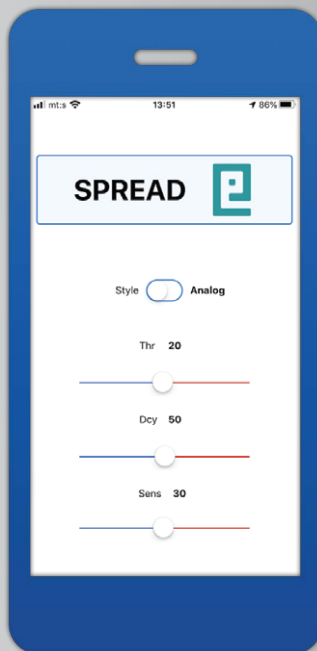 mt:s 13:51 86%
SPREAD
Style Analog
Thr 20
Dcy 50
Sens 30